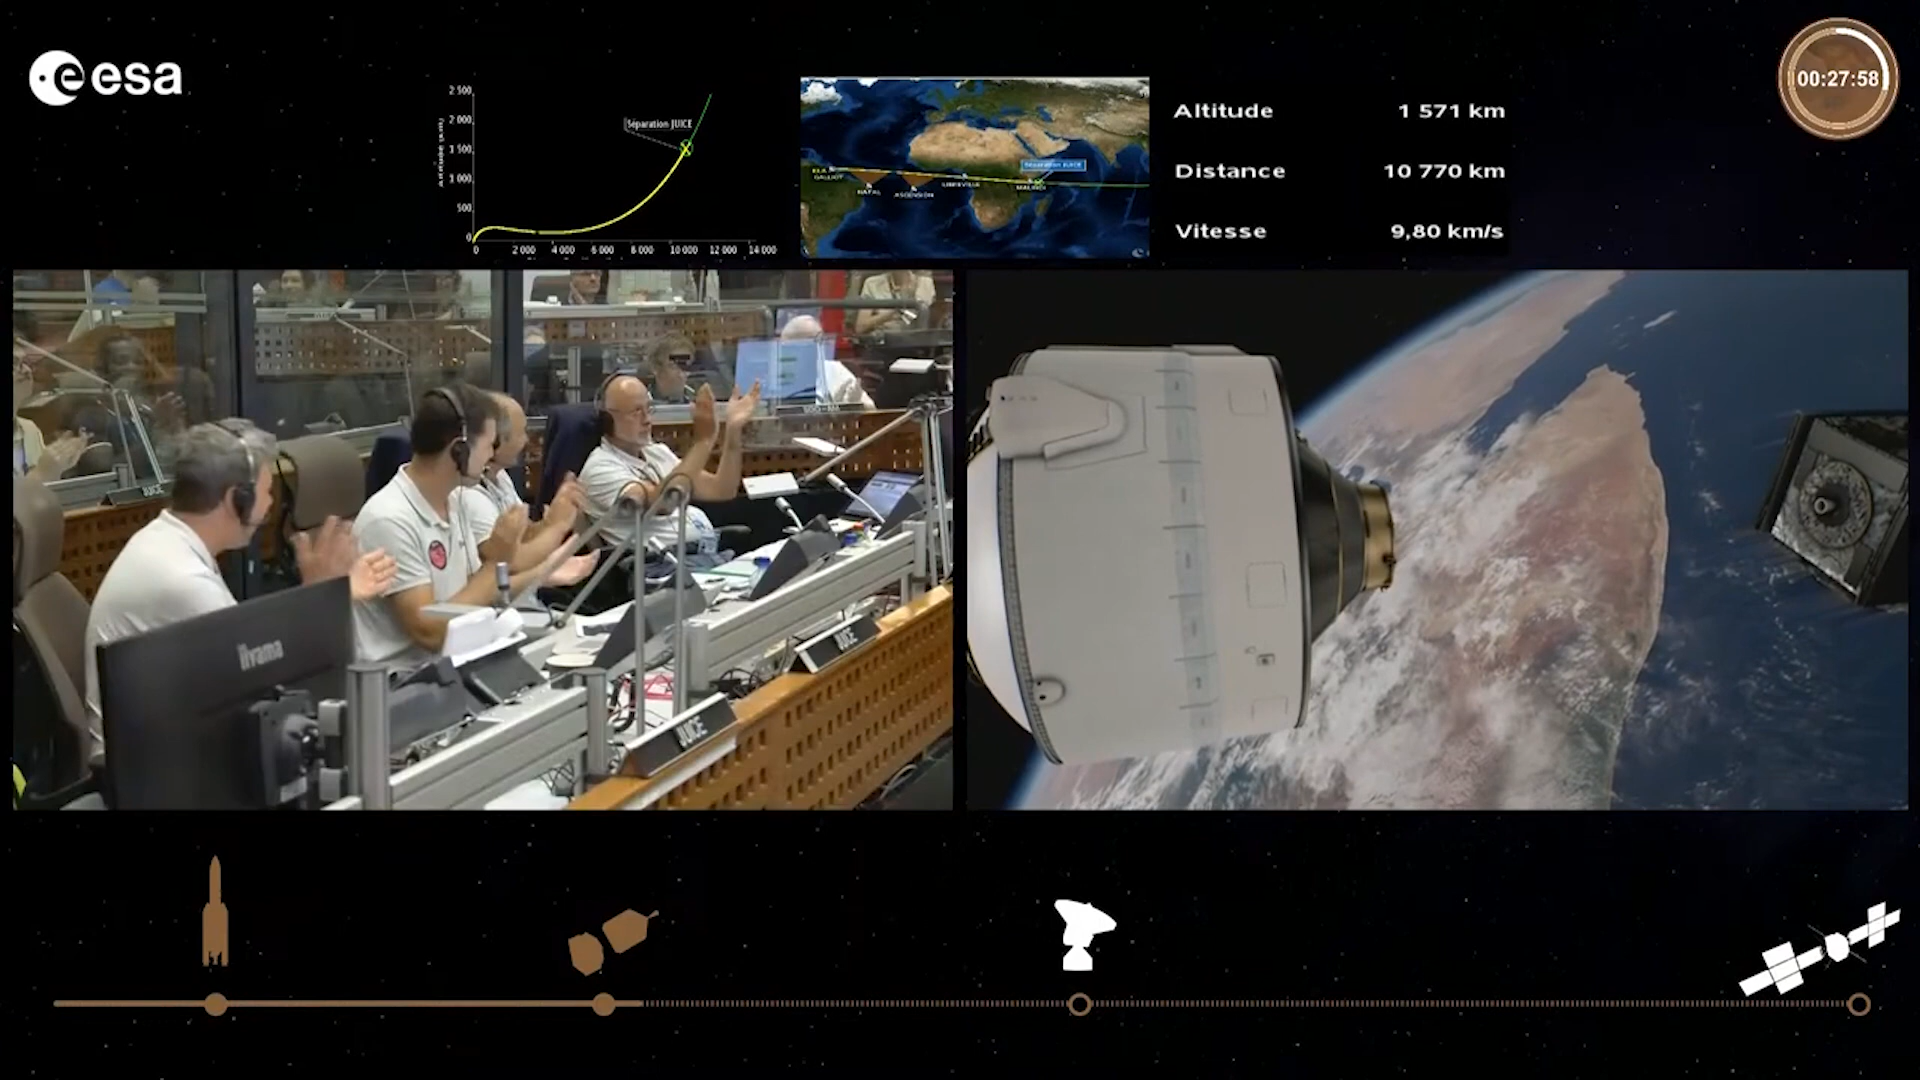 esa
2 500
2 000
1 500
1 000
500
0
0 2 000 4 000 6 000 8 000 10 000 12 000 14 000
Séparation JUICE
Séparation JUICE
GALLIOT
NATAL
ASCENSION
LIBREVILLE
MALINDI
Altitude 1 571 km
Distance 10 770 km
Vitesse 9,80 km/s
00:27:58
JUICE
iiyama
JUICE
JUICE